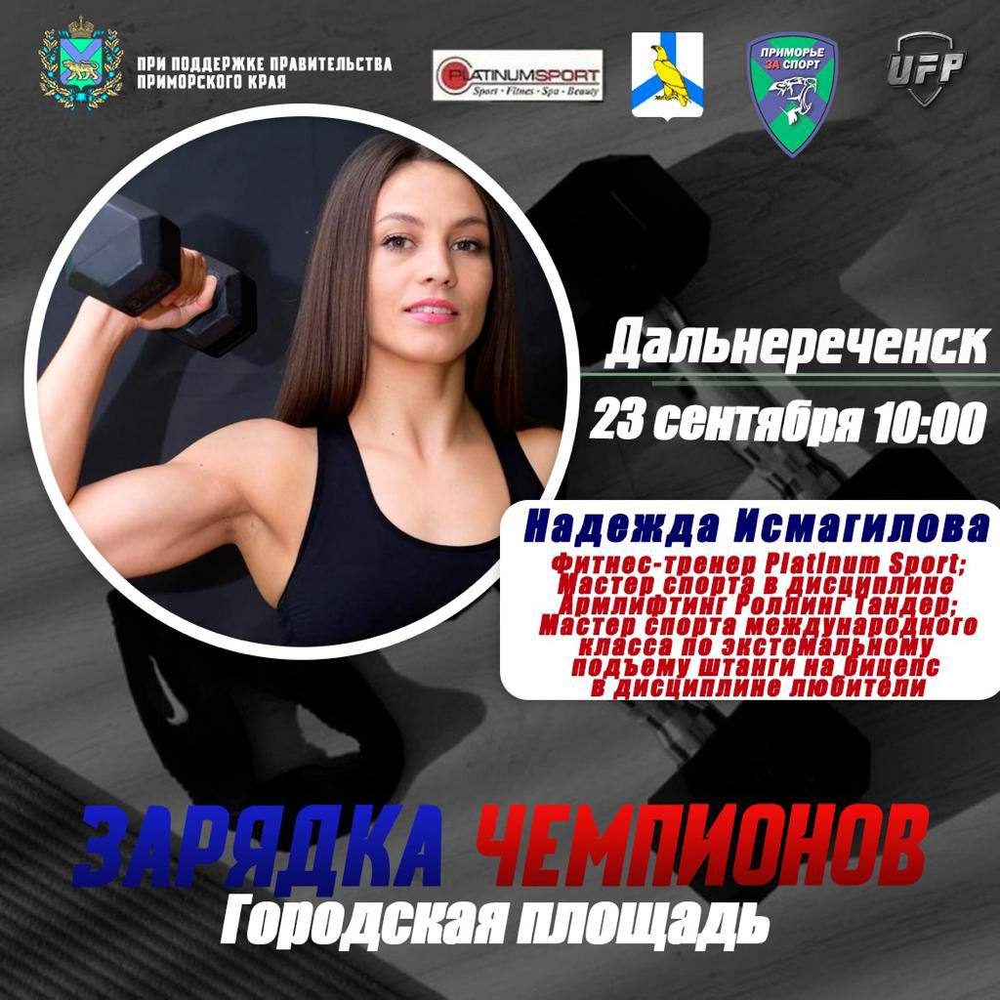 ПРИ ПОДДЕРЖКЕ ПРАВИТЕЛЬСТВА
ПРИМОРСКОГО КРАЯ
PLATINUMSPORT
Sport · Fitnes · Spa · Beauty
ПРИМОРЬЕ
ЗА СПОРТ
UFP
Дальнереченск
23 сентября 10:00
Надежда Исмагилова
Фитнес-тренер Platinum Sport;
Мастер спорта в дисциплине
Армлифтинг Роллинг Тандер;
Мастер спорта международного
класса по экстемальному
подъему штанги на бицепс
в дисциплине любители
ЗАРЯДКА ЧЕМПИОНОВ
Городская площадь